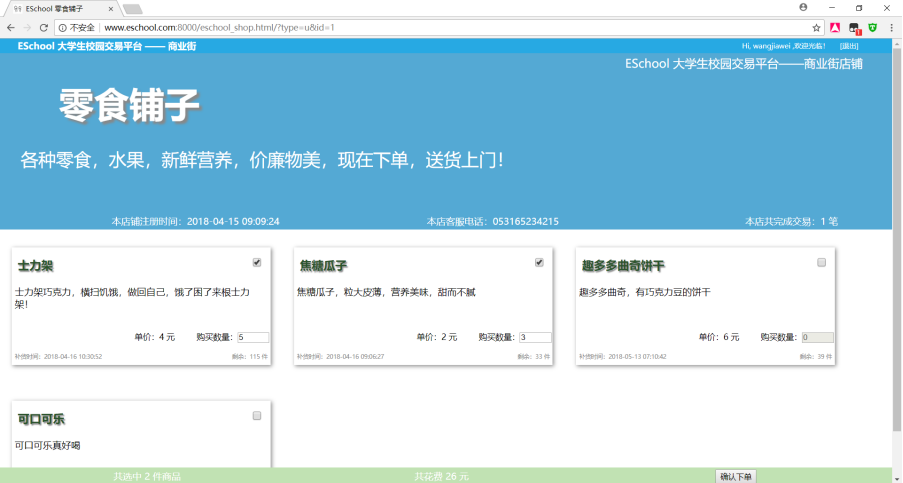 ESchool 零食铺子
不安全 www.eschool.com:8000/eschool_shop.html/?type=u&id=1
ESchool 大学生校园交易平台 —— 商业街
Hi, wangjiawei ,欢迎光临! [退出]
ESchool 大学生校园交易平台——商业街店铺
零食铺子
各种零食，水果，新鲜营养，价廉物美，现在下单，送货上门！
本店铺注册时间：2018-04-15 09:09:24
本店客服电话：053165234215
本店共完成交易：1 笔
士力架
士力架巧克力，横扫饥饿，做回自己，饿了困了来根士力
架！
单价：4 元 购买数量：5
补货时间：2018-04-16 10:30:52 剩余：115 件
焦糖瓜子
焦糖瓜子，粒大皮薄，营养美味，甜而不腻
单价：2 元 购买数量：3
补货时间：2018-04-16 09:06:27 剩余：33 件
趣多多曲奇饼干
趣多多曲奇，有巧克力豆的饼干
单价：6 元 购买数量：0
补货时间：2018-05-13 07:10:42 剩余：39 件
可口可乐
可口可乐真好喝
共选中 2 件商品
共花费 26 元
确认下单